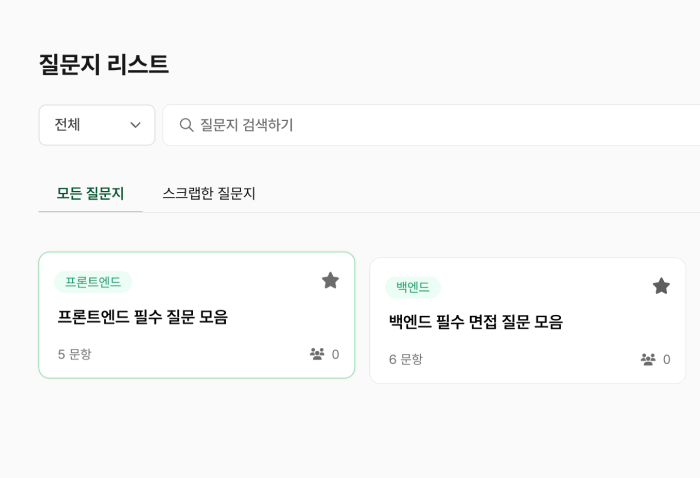 질문지 리스트
전체
질문지 검색하기
모든 질문지
스크랩한 질문지
프론트엔드
프론트엔드 필수 질문 모음
5 문항
0
백엔드
백엔드 필수 면접 질문 모음
6 문항
0